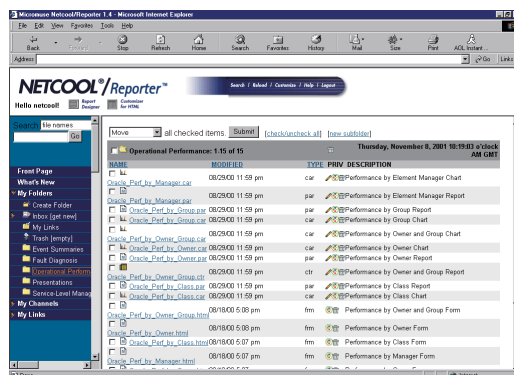 Micromuse Netcool/Reporter 1.4 - Microsoft Internet Explorer
File Edit View Favorites Tools Help
Back Forward Stop Refresh Home Search Favorites History Mail Size Print AOL Instant ...
Address Go Links
NETCOOL®/Reporter™
Search | Reload | Customize | Help | Logout
Hello netcool! Report Designer Customizer for HTML
Search file names
Go
Move all checked items. Submit [check/uncheck all] [new subfolder]
Operational Performance: 1-15 of 15
Thursday, November 8, 2001 10:19:03 o'clock AM GMT
NAME MODIFIED TYPE PRIV DESCRIPTION
Oracle_Perf_by_Manager.car 08/29/00 11:59 pm car Performance by Element Manager Chart
Oracle_Perf_by_Manager.par 08/29/00 11:59 pm par Performance by Element Manager Report
Oracle_Perf_by_Group.par 08/29/00 11:59 pm par Performance by Group Report
Oracle_Perf_by_Group.car 08/29/00 11:59 pm car Performance by Group Chart
Oracle_Perf_by_Owner_Group.car 08/29/00 11:59 pm car Performance by Owner and Group Chart
Oracle_Perf_by_Owner.car 08/29/00 11:59 pm car Performance by Owner Chart
Oracle_Perf_by_Owner.par 08/29/00 11:59 pm par Performance by Owner Report
Oracle_Perf_by_Owner_Group.ctr 08/29/00 11:59 pm ctr Performance by Owner and Group Report
Oracle_Perf_by_Class.par 08/29/00 11:59 pm par Performance by Class Report
Oracle_Perf_by_Class.car 08/29/00 11:59 pm car Performance by Class Chart
Oracle_Perf_by_Owner_Group.html 08/18/00 5:08 pm frm Performance by Owner and Group Form
Oracle_Perf_by_Owner.html 08/18/00 5:08 pm frm Performance by Owner Form
Oracle_Perf_by_Class.html 08/18/00 5:07 pm frm Performance by Class Form
Oracle_Perf_by_Manager.html 08/18/00 5:07 pm frm Performance by Manager Form
Front Page
What's New
My Folders
Create Folder
Inbox [get new]
My Links
Trash [empty]
Event Summaries
Fault Diagnosis
Operational Perform
Presentations
Service-Level Manag
My Channels
My Links